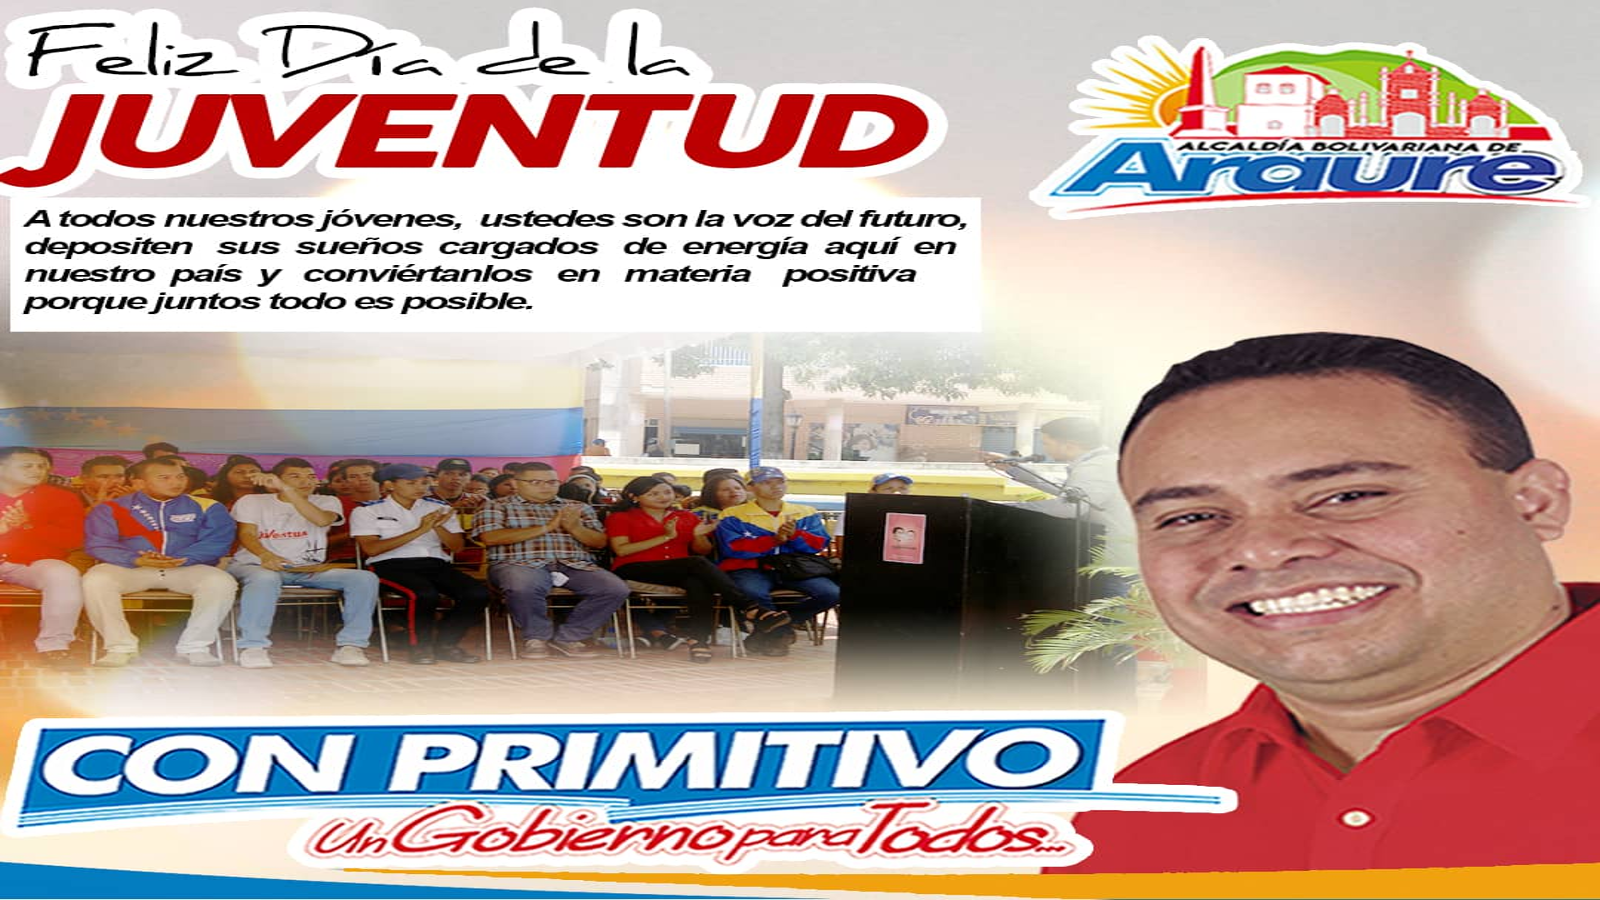 Feliz Día de la
JUVENTUD
ALCALDÍA BOLIVARIANA DE
Araure
A todos nuestros jóvenes, ustedes son la voz del futuro,
depositen sus sueños cargados de energía aquí en
nuestro país y conviértanlos en materia positiva
porque juntos todo es posible.
CON PRIMITIVO
Un Gobierno para Todos...